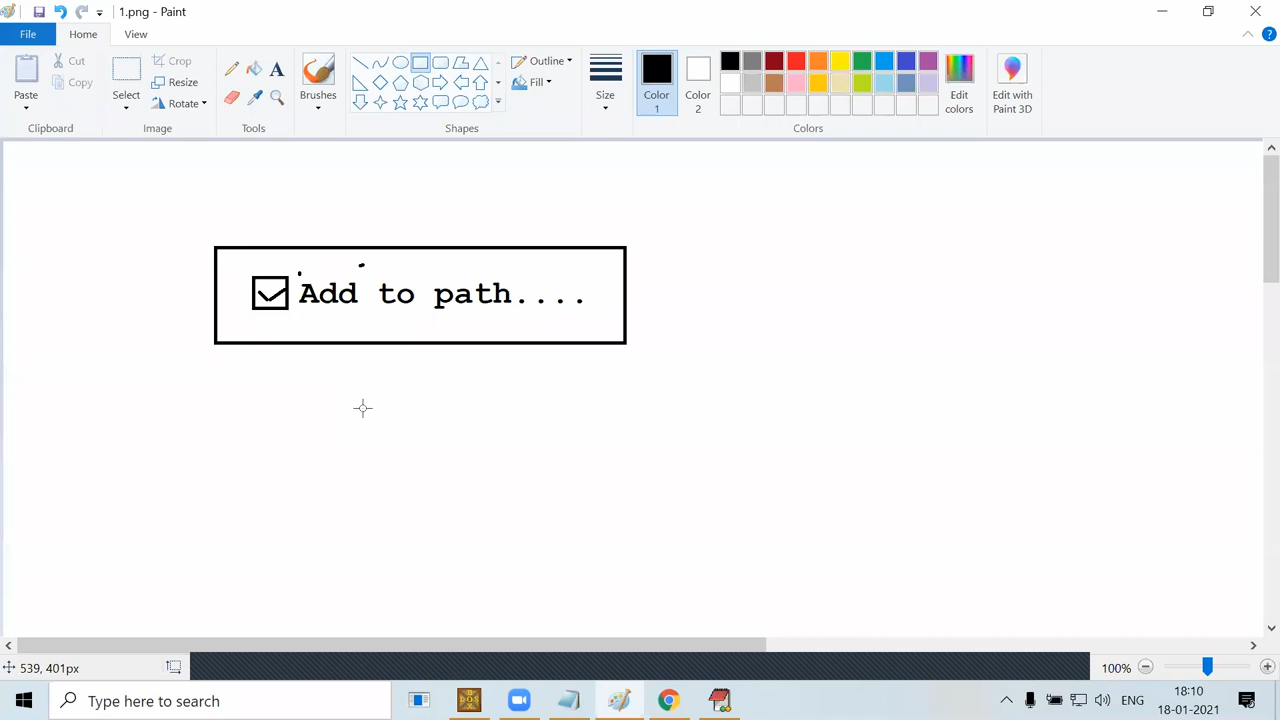 1.png - Paint
File
Home
View
Paste
Cut
Copy
Clipboard
Select
Crop
Resize
Rotate
Image
Tools
Brushes
Shapes
Outline
Fill
Size
Color 1
Color 2
Edit colors
Edit with Paint 3D
Colors
Add to path....
539, 401px
100%
Type here to search
DOS
ENG
18:10
18-01-2021